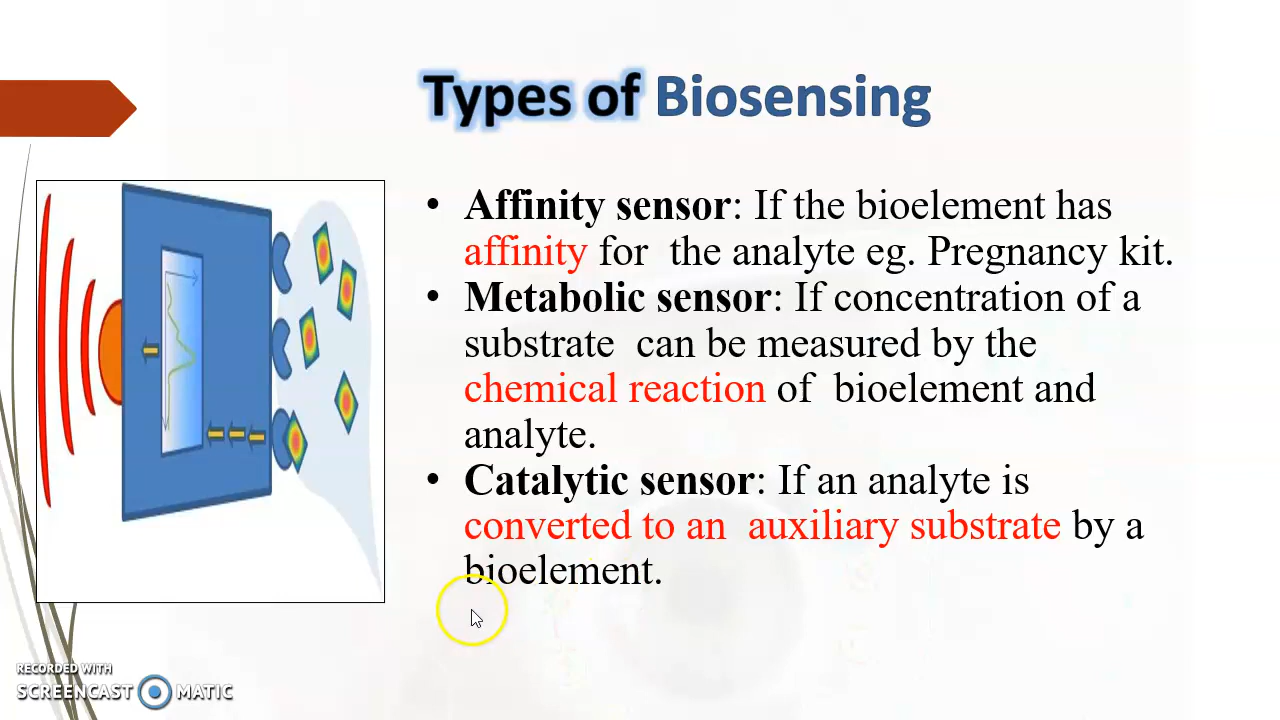 Types of Biosensing
• Affinity sensor: If the bioelement has
affinity for the analyte eg. Pregnancy kit.
• Metabolic sensor: If concentration of a
substrate can be measured by the
chemical reaction of bioelement and
analyte.
• Catalytic sensor: If an analyte is
converted to an auxiliary substrate by a
bioelement.
RECORDED WITH
SCREENCAST MATIC